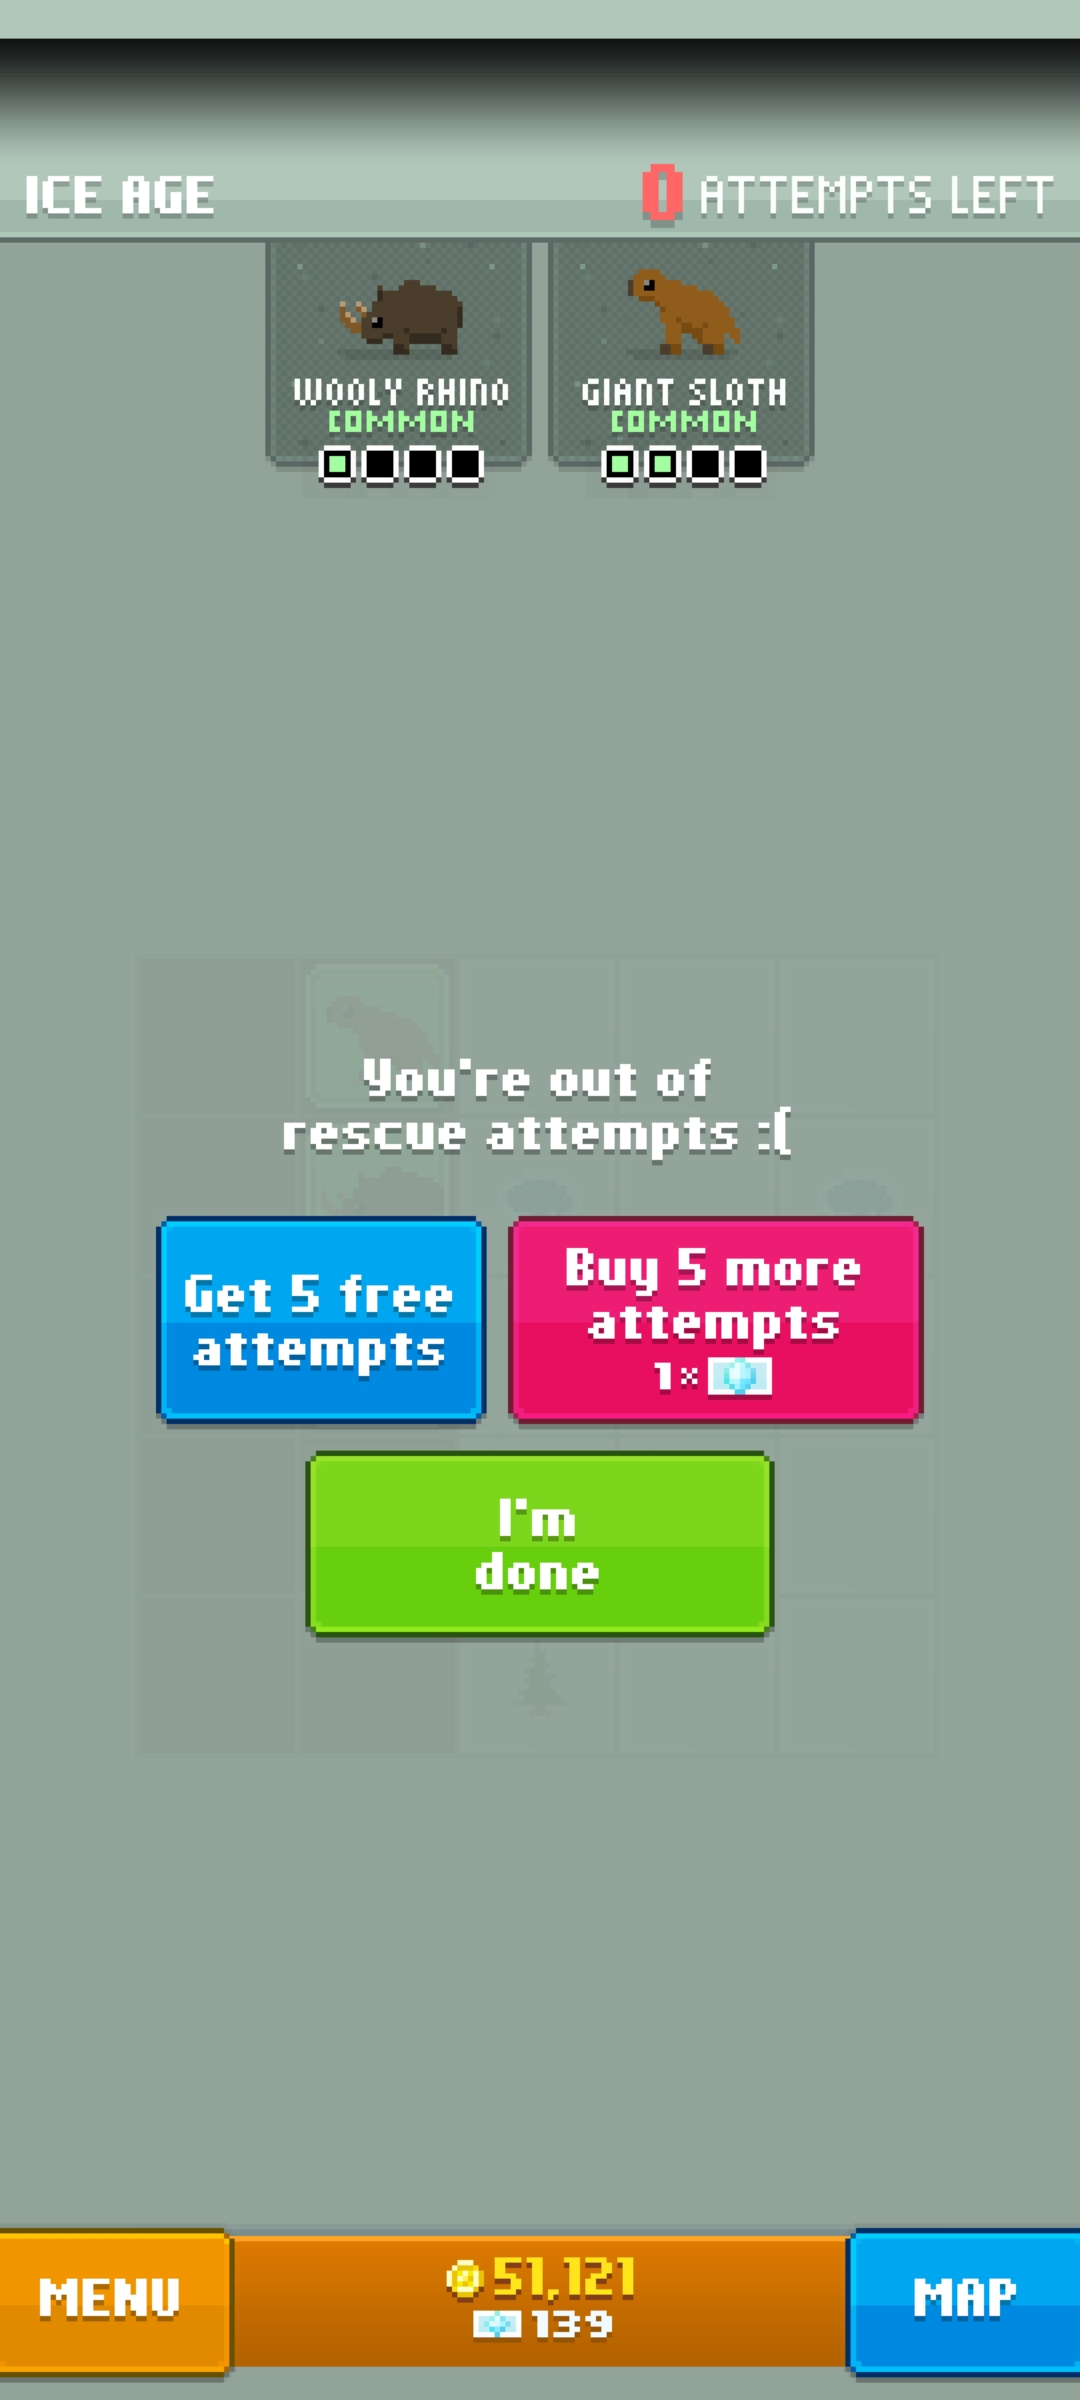 ICE AGE
0 ATTEMPTS LEFT
WOOLY RHINO
COMMON
GIANT SLOTH
COMMON
You're out of
rescue attempts :(
Get 5 free
attempts
Buy 5 more
attempts
1×
I'm
done
MENU
51,121
139
MAP